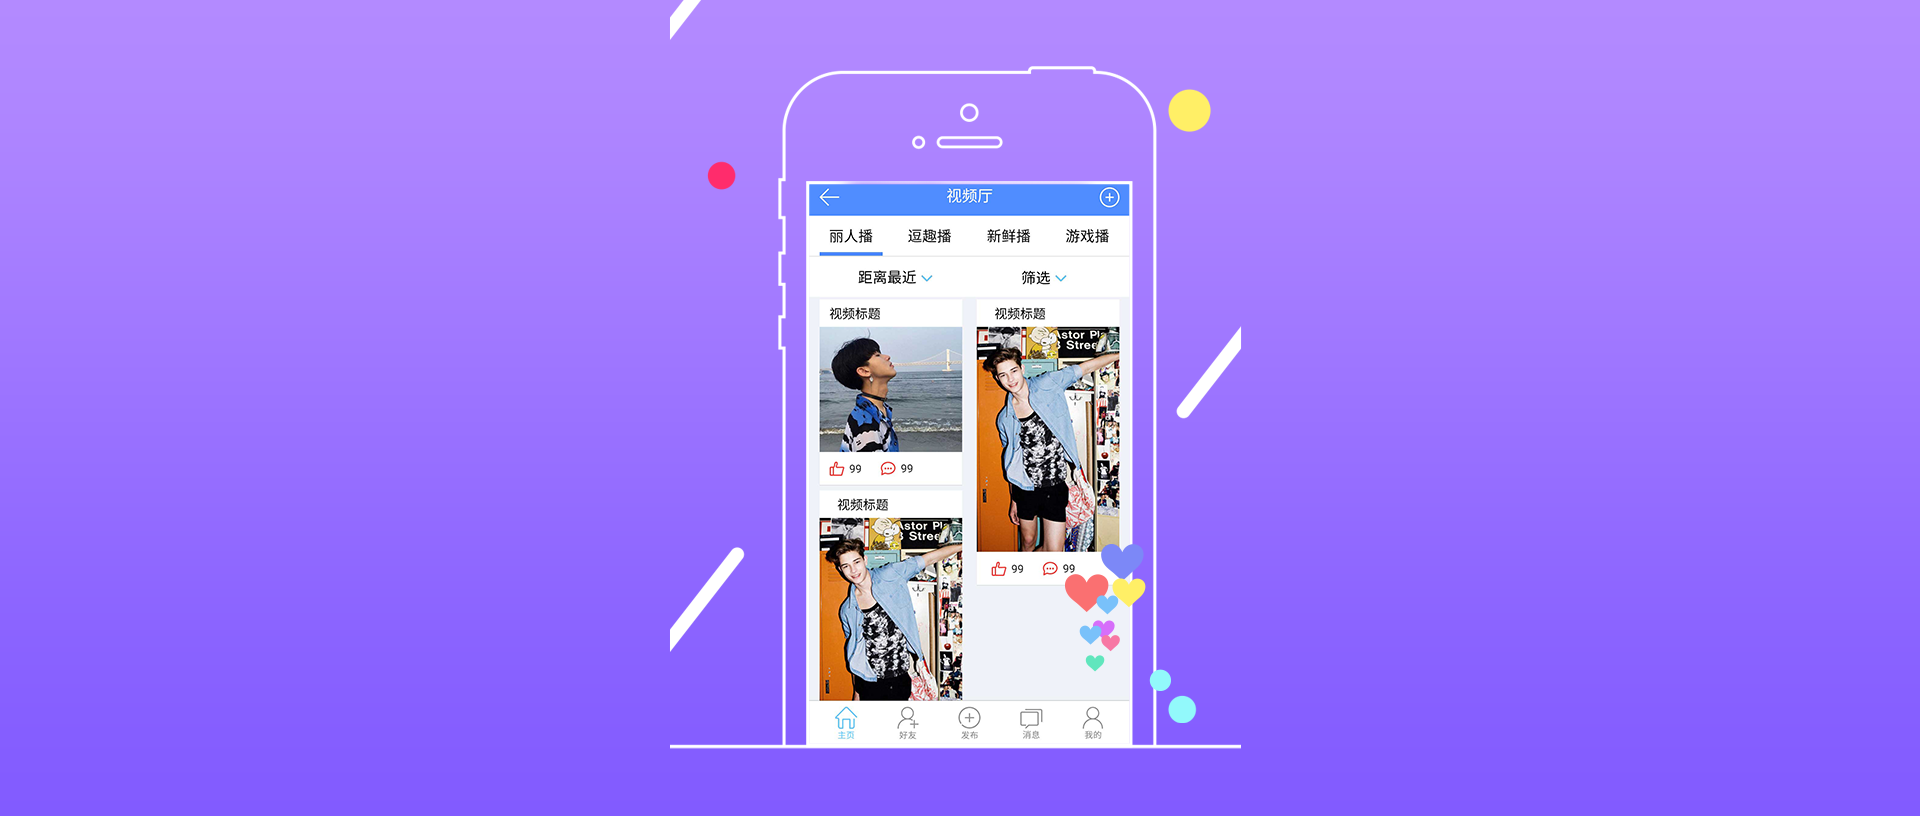 视频厅
丽人播 逗趣播 新鲜播 游戏播
距离最近 筛选
视频标题
99 99
视频标题
Astor Pl
Stree
99 99
视频标题
Astor Pl
Stree
主页 好友 发布 消息 我的